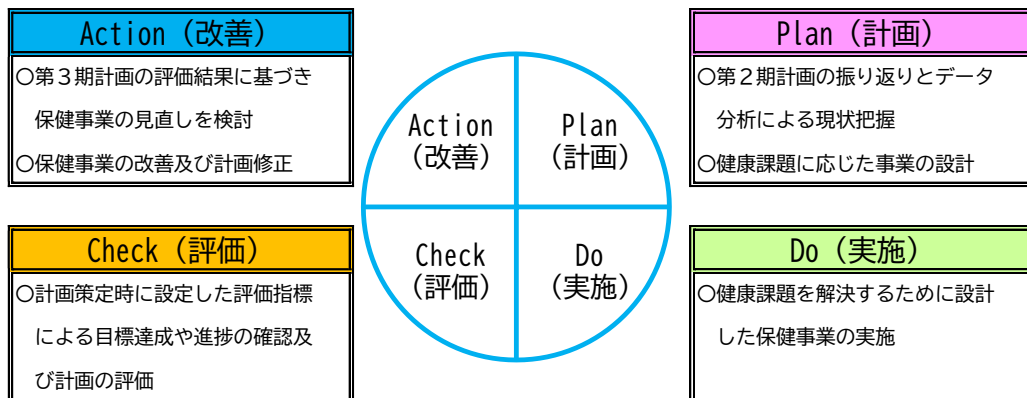 Action（改善）
○第３期計画の評価結果に基づき
保健事業の見直しを検討
○保健事業の改善及び計画修正
Plan（計画）
○第２期計画の振り返りとデータ
分析による現状把握
○健康課題に応じた事業の設計
Action
（改善）
Plan
（計画）
Check
（評価）
Do
（実施）
Check（評価）
○計画策定時に設定した評価指標
による目標達成や進捗の確認及
び計画の評価
Do（実施）
○健康課題を解決するために設計
した保健事業の実施